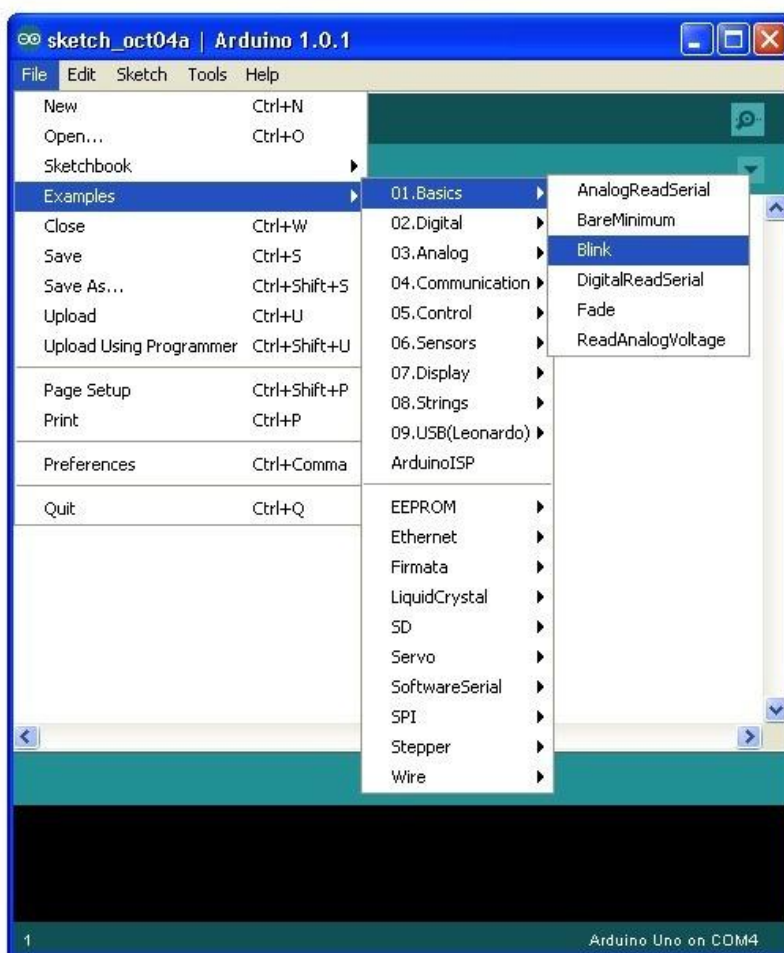 sketch_oct04a | Arduino 1.0.1
File Edit Sketch Tools Help
New Ctrl+N
Open... Ctrl+O
Sketchbook
Examples
Close Ctrl+W
Save Ctrl+S
Save As... Ctrl+Shift+S
Upload Ctrl+U
Upload Using Programmer Ctrl+Shift+U
Page Setup Ctrl+Shift+P
Print Ctrl+P
Preferences Ctrl+Comma
Quit Ctrl+Q
01.Basics
02.Digital
03.Analog
04.Communication
05.Control
06.Sensors
07.Display
08.Strings
09.USB(Leonardo)
ArduinoISP
EEPROM
Ethernet
Firmata
LiquidCrystal
SD
Servo
SoftwareSerial
SPI
Stepper
Wire
AnalogReadSerial
BareMinimum
Blink
DigitalReadSerial
Fade
ReadAnalogVoltage
1 Arduino Uno on COM4